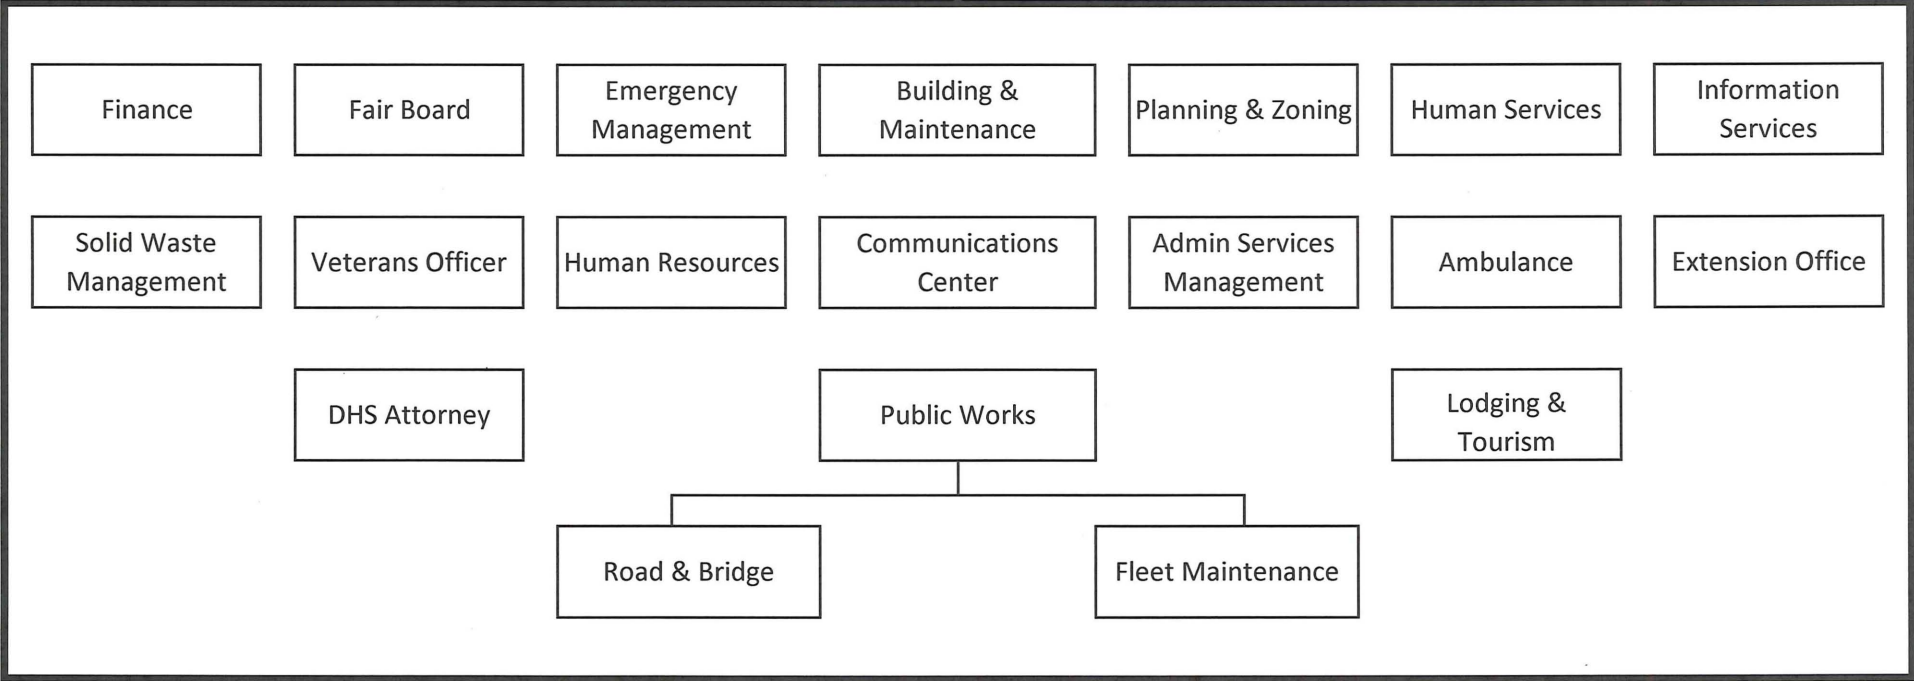 Finance
Fair Board
Emergency
Management
Building &
Maintenance
Planning & Zoning
Human Services
Information
Services
Solid Waste
Management
Veterans Officer
Human Resources
Communications
Center
Admin Services
Management
Ambulance
Extension Office
DHS Attorney
Public Works
Lodging &
Tourism
Road & Bridge
Fleet Maintenance